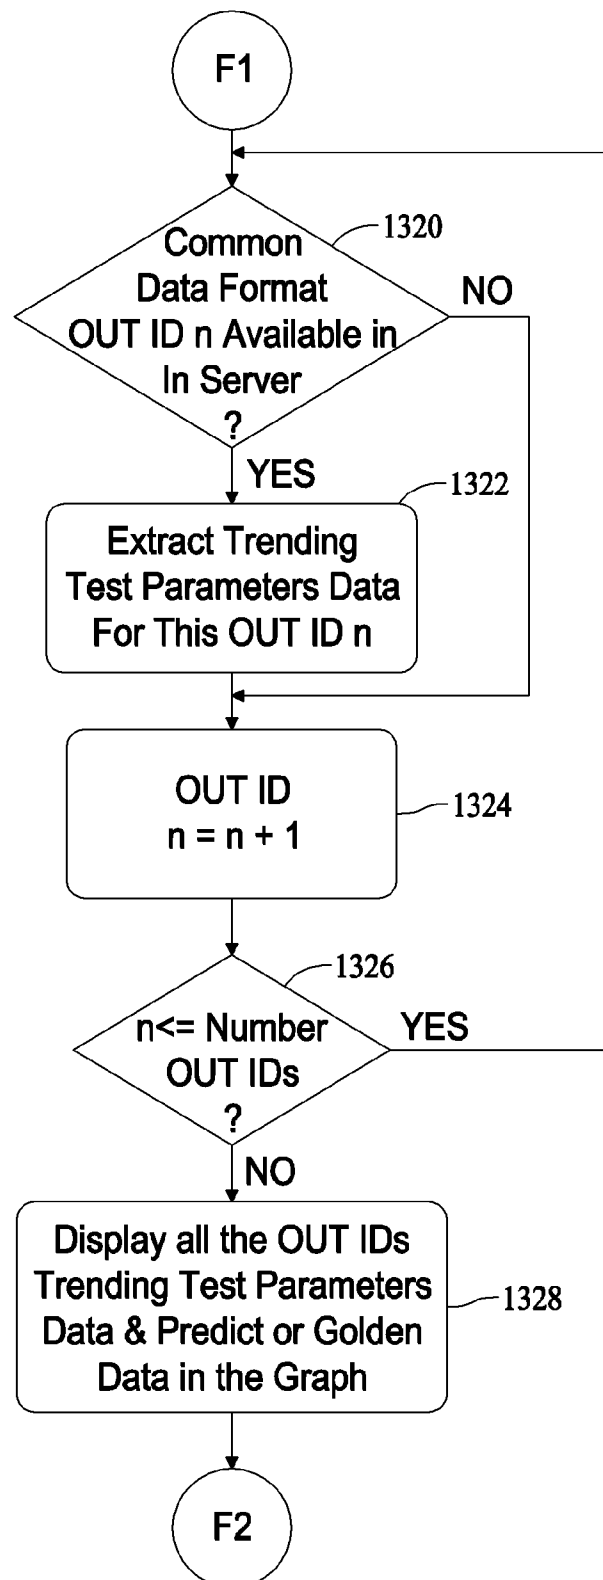 F1
1320
Common
Data Format
OUT ID n Available in
In Server
?
NO
YES
1322
Extract Trending
Test Parameters Data
For This OUT ID n
OUT ID
n = n + 1
1324
1326
n<= Number
OUT IDs
?
YES
NO
Display all the OUT IDs
Trending Test Parameters
Data & Predict or Golden
Data in the Graph
1328
F2